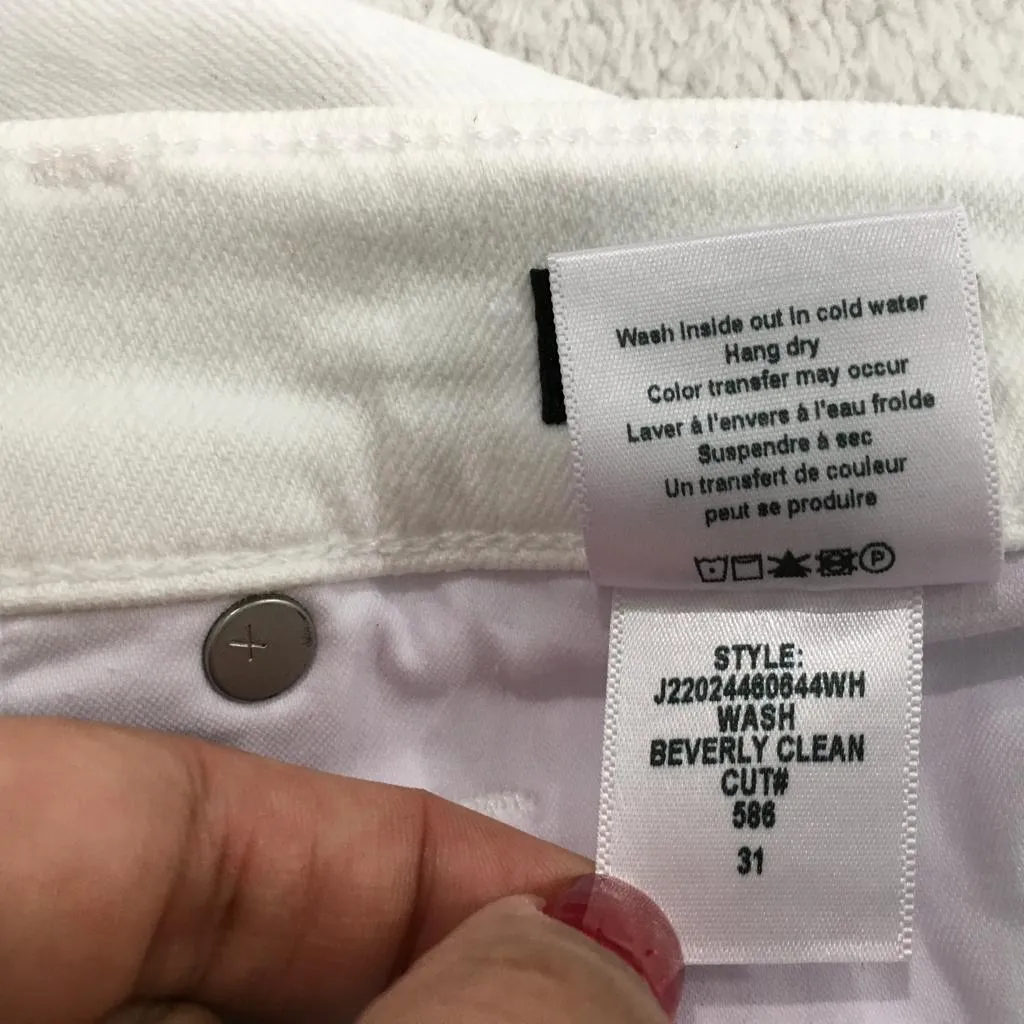 Wash inside out in cold water
Hang dry
Color transfer may occur
Laver á l'envers á l'eau froide
Suspendre á sec
Un transfert de couleur
peut se produire
P
STYLE:
J22024460644WH
WASH
BEVERLY CLEAN
CUT#
586
31